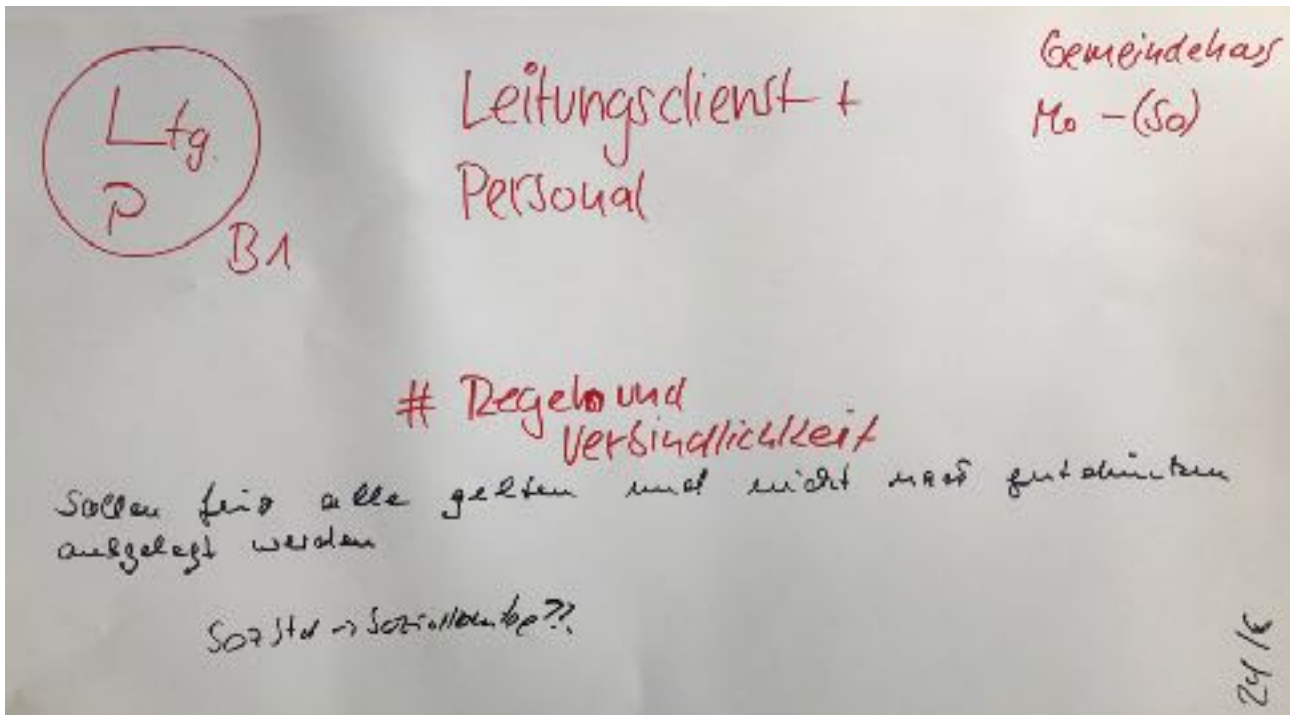 Ltg.
P
B1
Leitungsdienst +
Personal
Gemeindehaus
Mo - (So)
# Regeln und
Verbindlichkeit
Sollen für alle gelten und nicht nach gutdünken
ausgelegt werden
SozStd ->